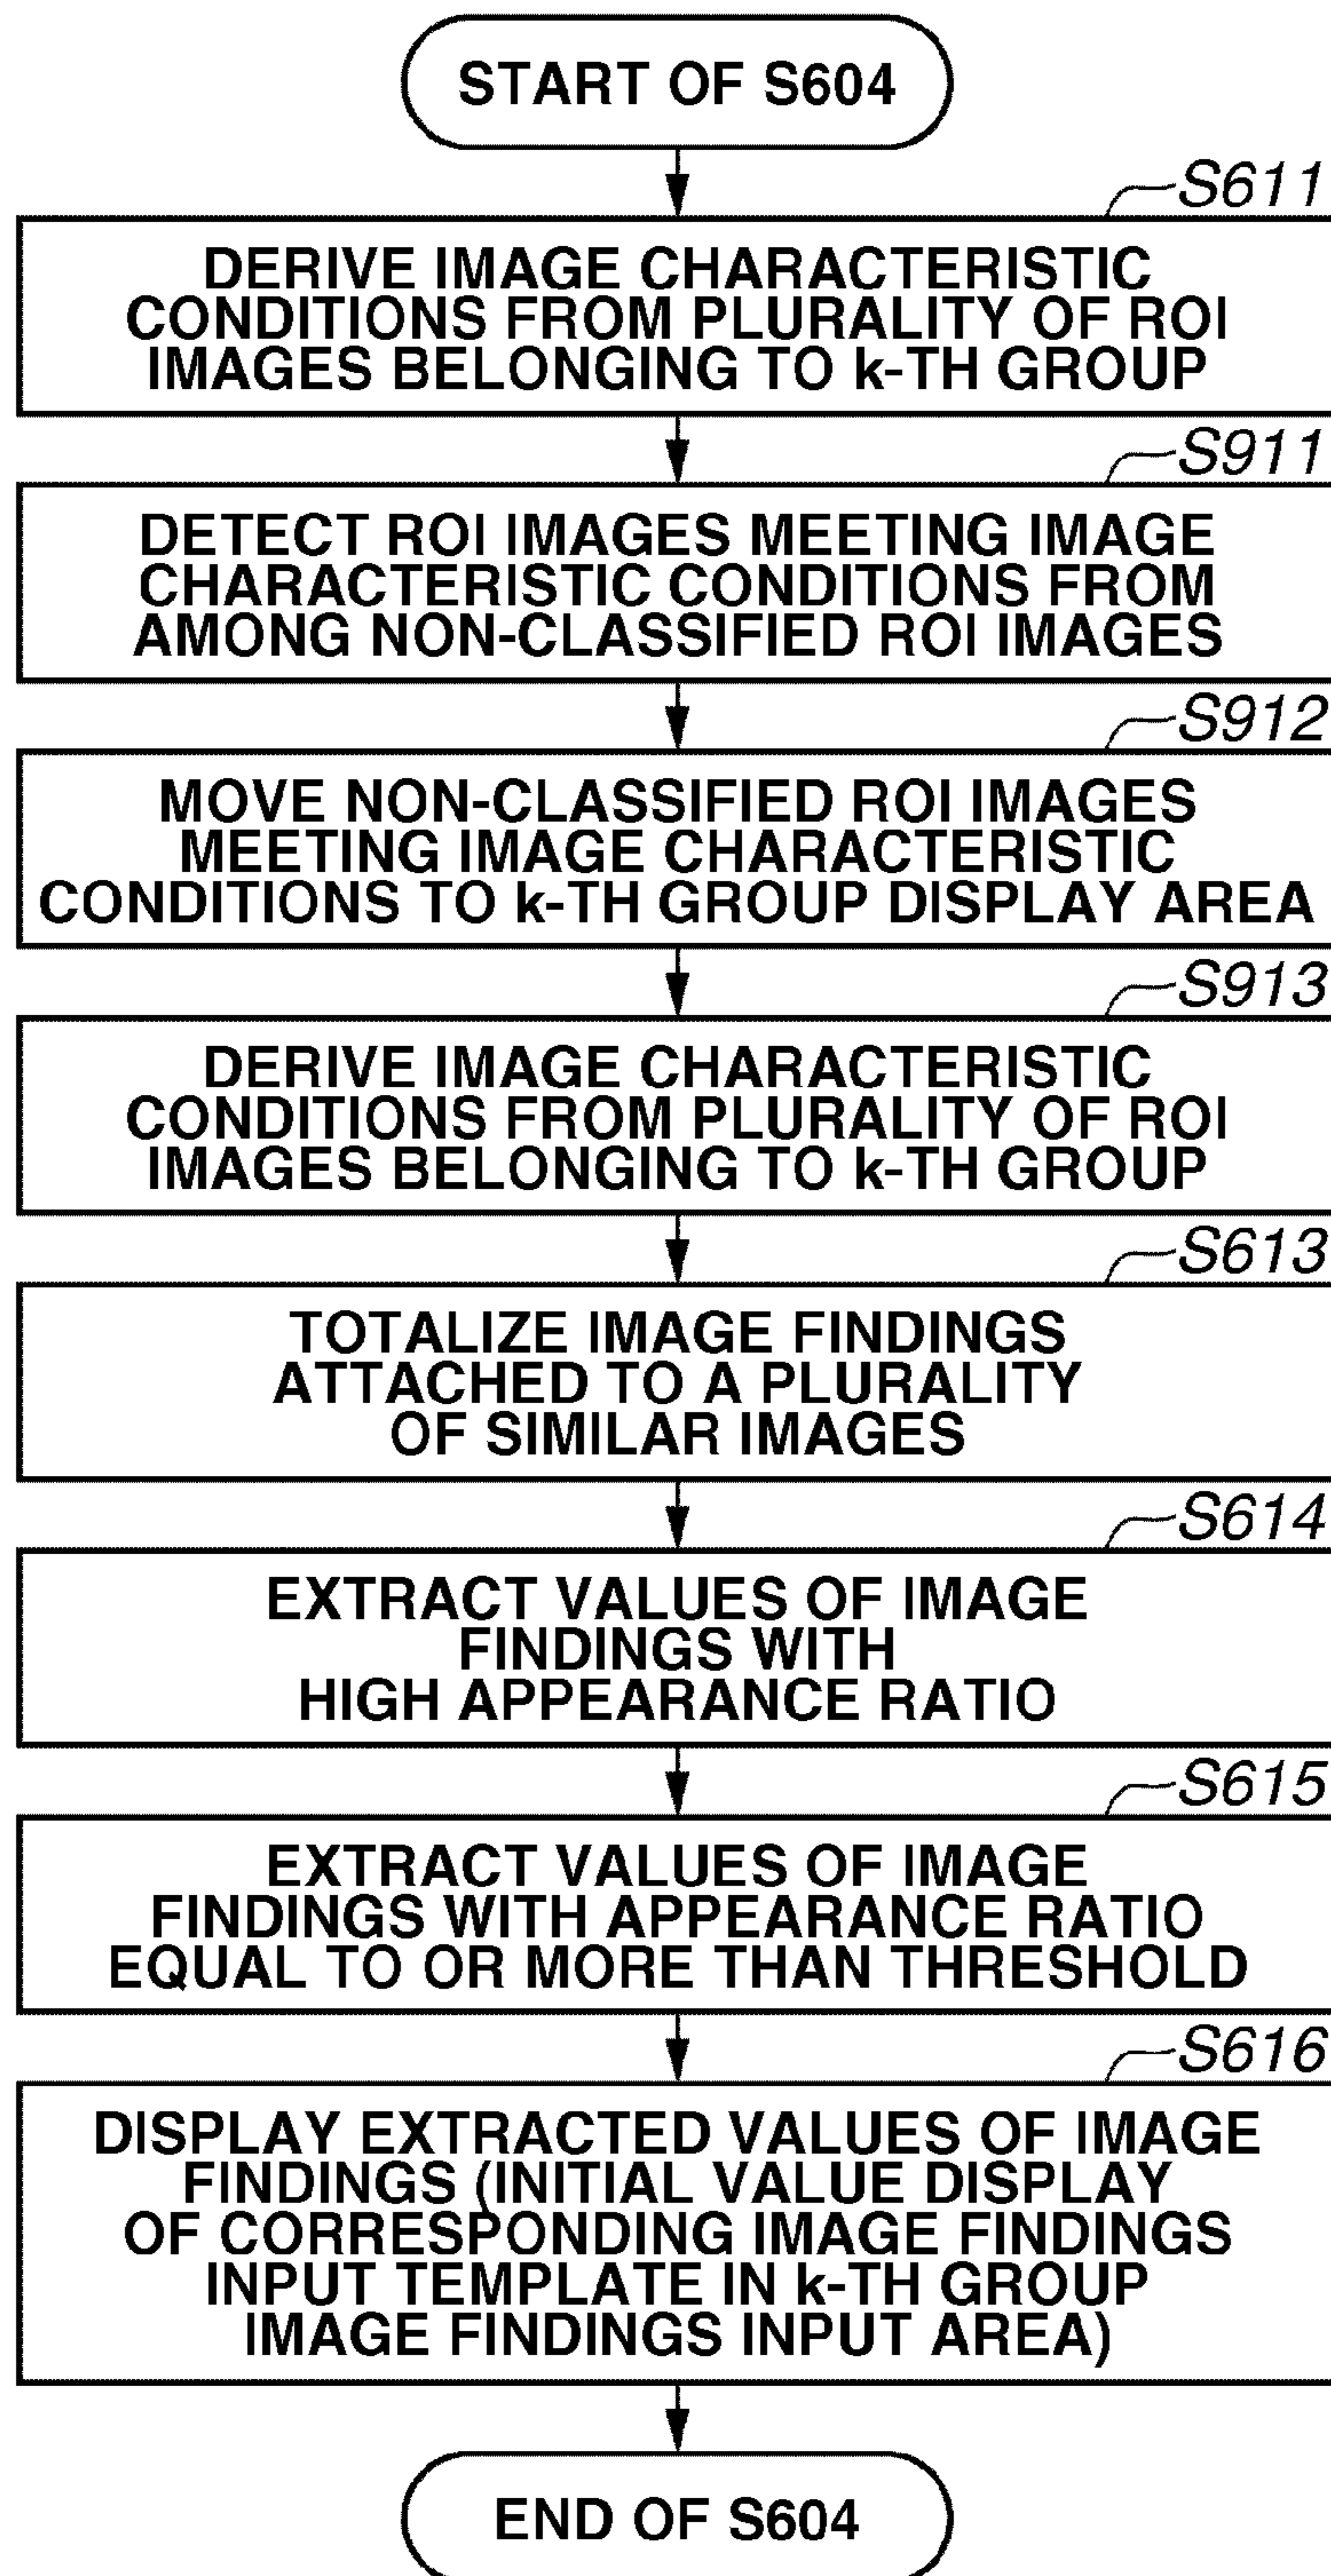 START OF S604
S611
DERIVE IMAGE CHARACTERISTIC
CONDITIONS FROM PLURALITY OF ROI
IMAGES BELONGING TO k-TH GROUP
S911
DETECT ROI IMAGES MEETING IMAGE
CHARACTERISTIC CONDITIONS FROM
AMONG NON-CLASSIFIED ROI IMAGES
S912
MOVE NON-CLASSIFIED ROI IMAGES
MEETING IMAGE CHARACTERISTIC
CONDITIONS TO k-TH GROUP DISPLAY AREA
S913
DERIVE IMAGE CHARACTERISTIC
CONDITIONS FROM PLURALITY OF ROI
IMAGES BELONGING TO k-TH GROUP
S613
TOTALIZE IMAGE FINDINGS
ATTACHED TO A PLURALITY
OF SIMILAR IMAGES
S614
EXTRACT VALUES OF IMAGE
FINDINGS WITH
HIGH APPEARANCE RATIO
S615
EXTRACT VALUES OF IMAGE
FINDINGS WITH APPEARANCE RATIO
EQUAL TO OR MORE THAN THRESHOLD
S616
DISPLAY EXTRACTED VALUES OF IMAGE
FINDINGS (INITIAL VALUE DISPLAY
OF CORRESPONDING IMAGE FINDINGS
INPUT TEMPLATE IN k-TH GROUP
IMAGE FINDINGS INPUT AREA)
END OF S604